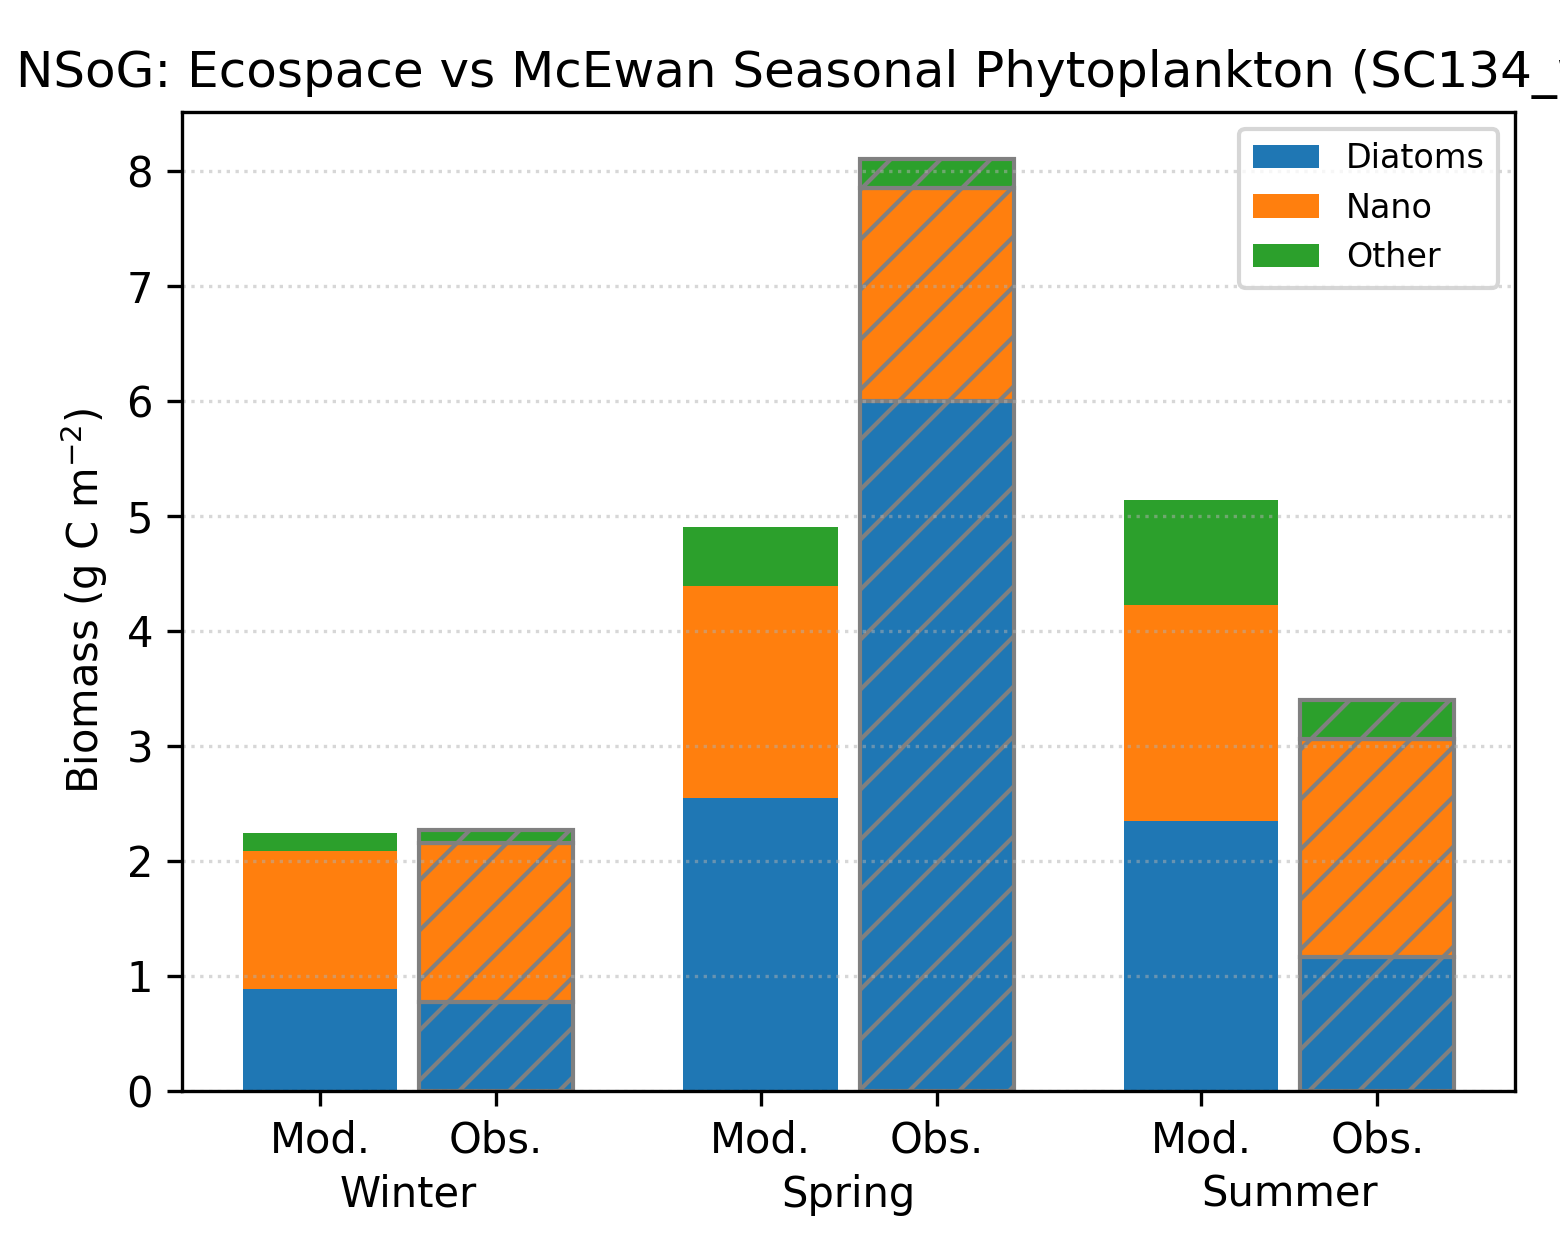 NSoG: Ecospace vs McEwan Seasonal Phytoplankton (SC134_
Diatoms
Nano
Other
Biomass (g C m⁻²)
8
7
6
5
4
3
2
1
0
Mod. Obs. Mod. Obs. Mod. Obs.
Winter Spring Summer